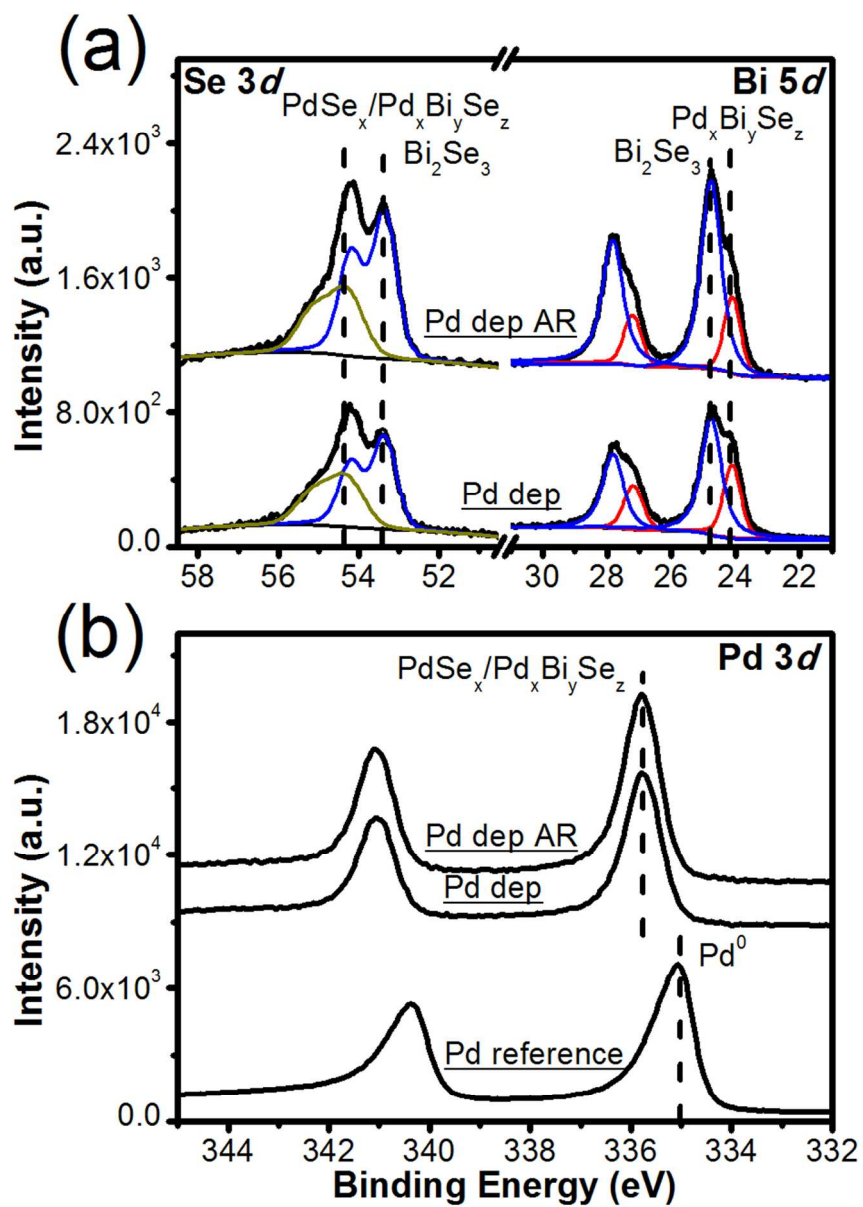 (a)
Se 3d
Bi 5d
PdSeₓ/PdₓBiᵧSe_z
Bi₂Se₃
Bi₂Se₃
PdₓBiᵧSe_z
2.4x10³
1.6x10³
8.0x10²
0.0
Intensity (a.u.)
Pd dep AR
Pd dep
58 56 54 52 30 28 26 24 22
(b)
Pd 3d
PdSeₓ/PdₓBiᵧSe_z
1.8x10⁴
1.2x10⁴
6.0x10³
0.0
Intensity (a.u.)
Pd dep AR
Pd dep
Pd⁰
Pd reference
344 342 340 338 336 334 332
Binding Energy (eV)